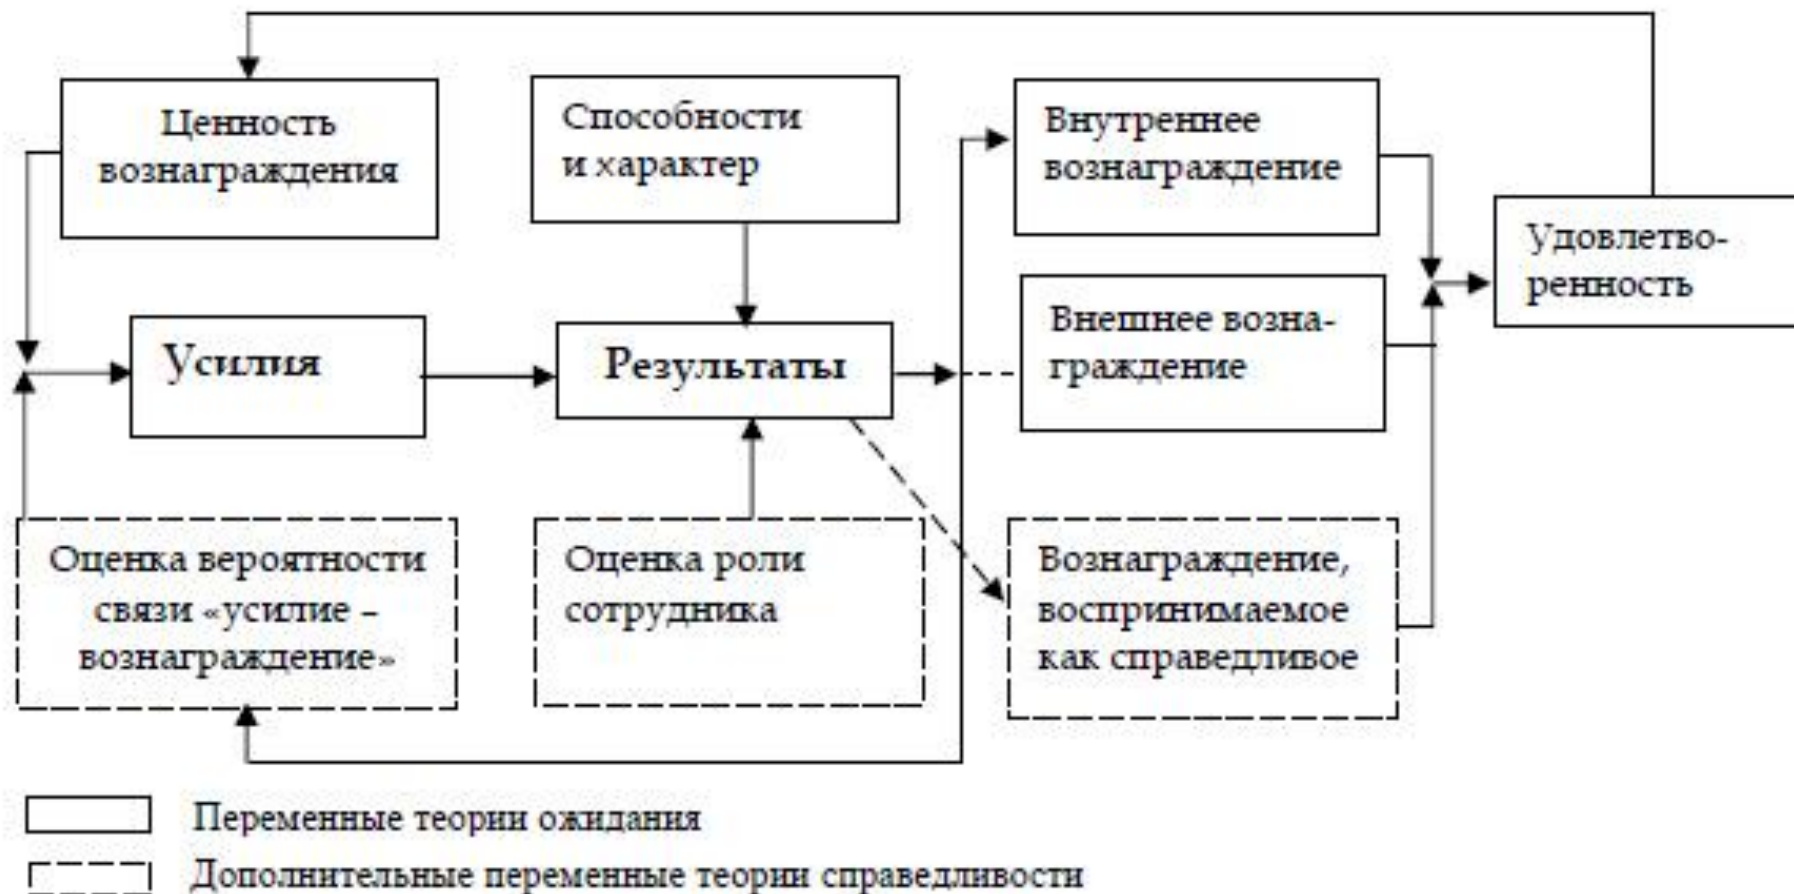 Ценность
вознаграждения
Способности
и характер
Внутреннее
вознаграждение
Удовлетво-
ренность
Внешнее возна-
граждение
Усилия
Результаты
Оценка вероятности
связи «усилие –
вознаграждение»
Оценка роли
сотрудника
Вознаграждение,
воспринимаемое
как справедливое
Переменные теории ожидания
Дополнительные переменные теории справедливости